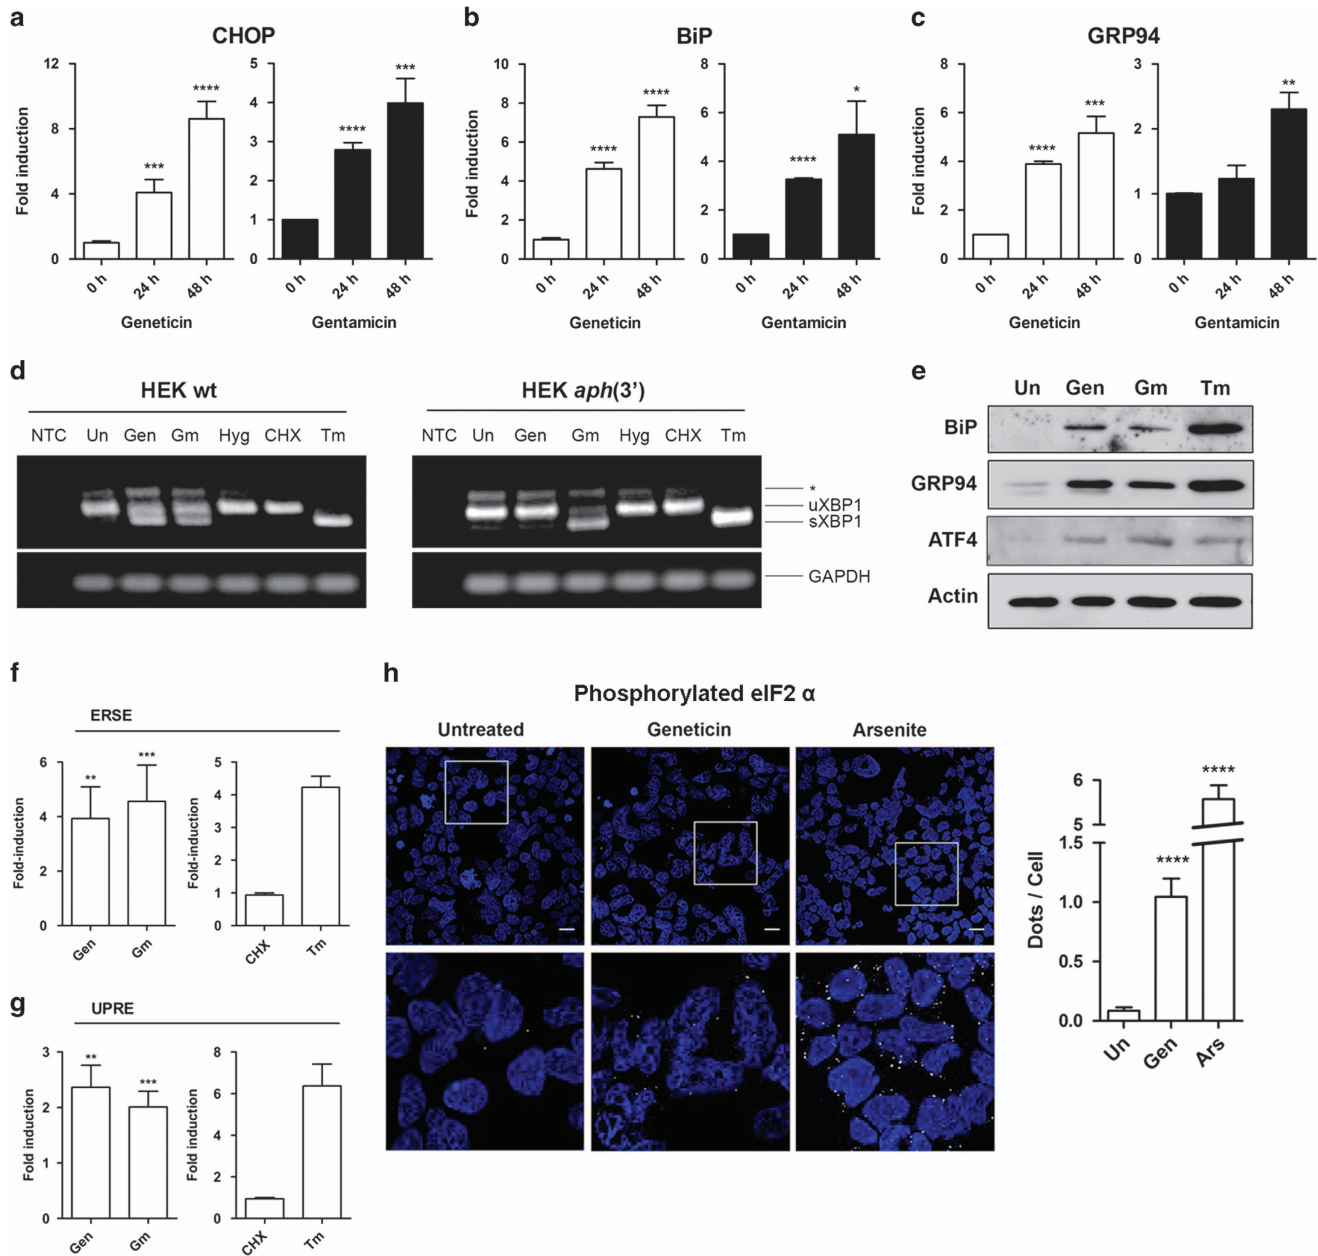 a
CHOP
Fold induction
12
8
4
0
***
****
0 h
24 h
48 h
Geneticin
5
4
3
2
1
0
****
***
0 h
24 h
48 h
Gentamicin
b
BiP
Fold induction
10
8
6
4
2
0
****
****
0 h
24 h
48 h
Geneticin
8
6
4
2
0
****
*
0 h
24 h
48 h
Gentamicin
c
GRP94
Fold induction
8
6
4
2
0
****
***
0 h
24 h
48 h
Geneticin
3
2
1
0
**
0 h
24 h
48 h
Gentamicin
d
HEK wt
NTC Un Gen Gm Hyg CHX Tm
HEK aph(3')
NTC Un Gen Gm Hyg CHX Tm
*
uXBP1
sXBP1
GAPDH
e
Un Gen Gm Tm
BiP
GRP94
ATF4
Actin
f
ERSE
Fold-induction
6
4
2
0
**
***
Gen
Gm
Fold-induction
5
4
3
2
1
0
CHX
Tm
g
UPRE
Fold induction
3
2
1
0
**
***
Gen
Gm
Fold induction
8
6
4
2
0
CHX
Tm
h
Phosphorylated eIF2 α
Untreated
Geneticin
Arsenite
Dots / Cell
6
5
1.5
1.0
0.5
0.0
****
****
Un
Gen
Ars